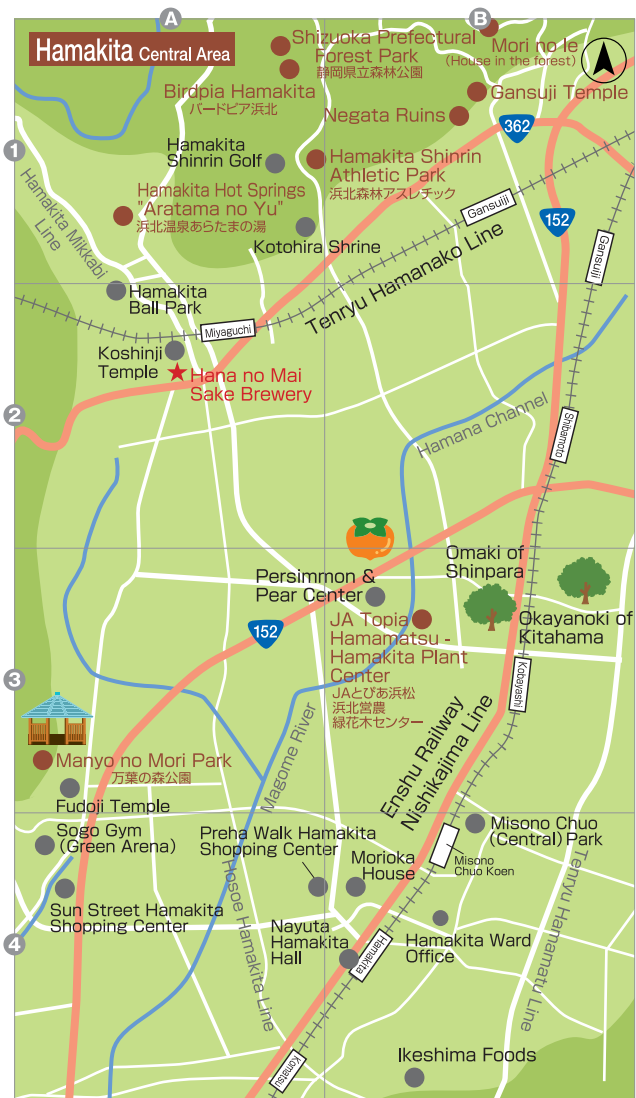 A
B
Hamakita Central Area
Shizuoka Prefectural
Forest Park
静岡県立森林公園
Mori no Ie
(House in the forest)
Birdpia Hamakita
バードピア浜北
Gansuji Temple
Negata Ruins
362
1
Hamakita
Shinrin Golf
Hamakita Shinrin
Athletic Park
浜北森林アスレチック
Hamakita Mikkabi
Line
Hamakita Hot Springs
"Aratama no Yu"
浜北温泉あらたまの湯
Gansuiji
152
Gansuiji
Kotohira Shrine
Tenryu Hamanako Line
Hamakita
Ball Park
Miyaguchi
Koshinji
Temple
Hana no Mai
Sake Brewery
2
Hamana Channel
Shibamoto
Omaki of
Shinpara
Persimmon &
Pear Center
Okayanoki of
Kitahama
152
JA Topia
Hamamatsu -
Hamakita Plant
Center
JAとぴあ浜松
浜北営農
緑花木センター
3
Kobayashi
Magome River
Enshu Railway
Nishikajima Line
Manyo no Mori Park
万葉の森公園
Fudoji Temple
Sogo Gym
(Green Arena)
Preha Walk Hamakita
Shopping Center
Morioka
House
Misono Chuo
(Central) Park
Misono
Chuo Koen
Sun Street Hamakita
Shopping Center
Hosoe Hamakita Line
Nayuta
Hamakita
Hall
Hamakita
Hamakita Ward
Office
Tenryu Hamamatu Line
4
Komatsu
Ikeshima Foods